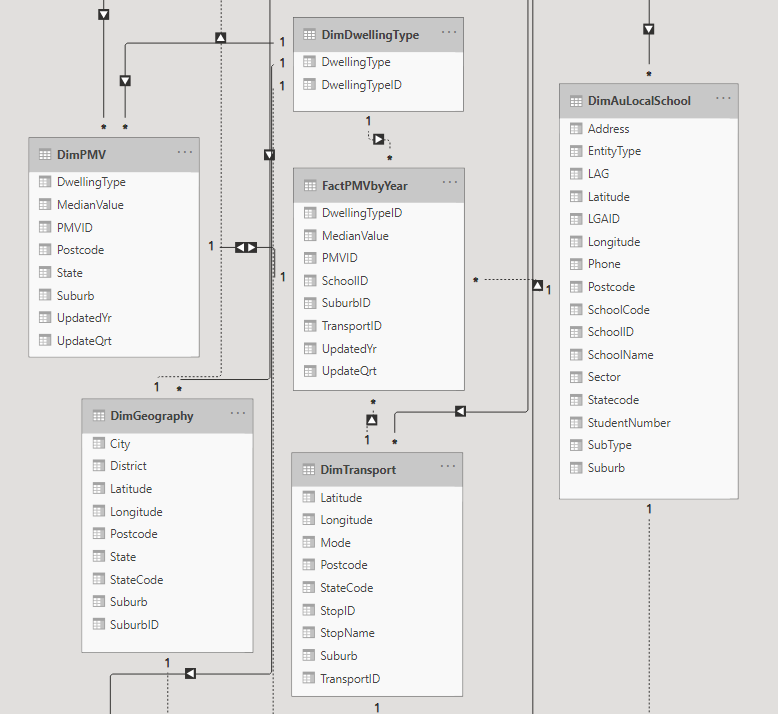 DimDwellingType ...
DwellingType
DwellingTypeID
1
1
1
1
*
*
*
DimPMV ...
DwellingType
MedianValue
PMVID
Postcode
State
Suburb
UpdatedYr
UpdateQrt
*
FactPMVbyYear ...
DwellingTypeID
MedianValue
PMVID
SchoolID
SuburbID
TransportID
UpdatedYr
UpdateQrt
1
1
*
1
*
DimAuLocalSchool ...
Address
EntityType
LAG
Latitude
LGAID
Longitude
Phone
Postcode
SchoolCode
SchoolID
SchoolName
Sector
Statecode
StudentNumber
SubType
Suburb
1
1
*
DimGeography ...
City
District
Latitude
Longitude
Postcode
State
StateCode
Suburb
SuburbID
1
*
1
*
DimTransport ...
Latitude
Longitude
Mode
Postcode
StateCode
StopID
StopName
Suburb
TransportID
1